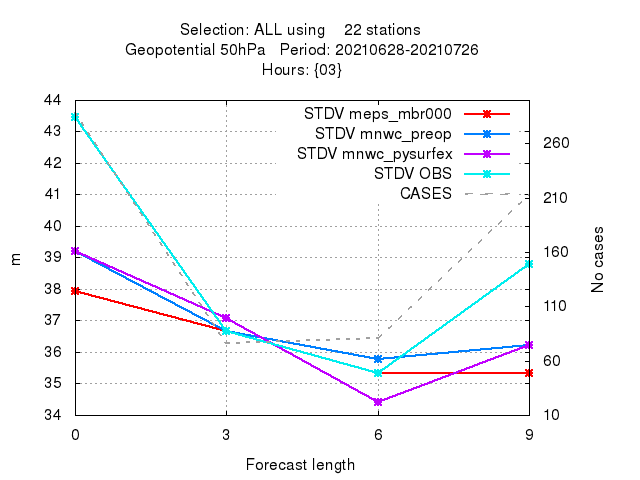 Selection: ALL using    22 stations
Geopotential 50hPa   Period: 20210628-20210726
Hours: {03}
44
43
42
41
40
39
38
37
36
35
34
m
STDV meps_mbr000
STDV mnwc_preop
STDV mnwc_pysurfex
STDV OBS
CASES
260
210
160
110
60
10
No cases
0 3 6 9
Forecast length